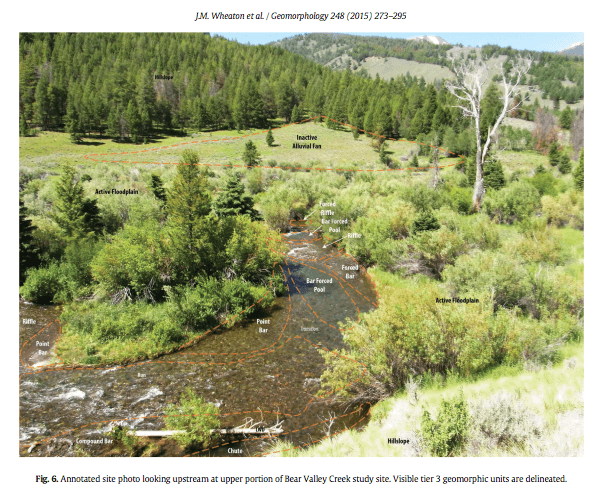 J.M. Wheaton et al. / Geomorphology 248 (2015) 273–295
Hillslope
Inactive
Alluvial Fan
Active Floodplain
Forced
Riffle
Bar Forced
Pool
Riffle
Forced
Bar
Bar Forced
Pool
Active Floodplain
Riffle
Point
Bar
Point
Bar
Run
Compound Bar
Chute
Hillslope
Fig. 6. Annotated site photo looking upstream at upper portion of Bear Valley Creek study site. Visible tier 3 geomorphic units are delineated.